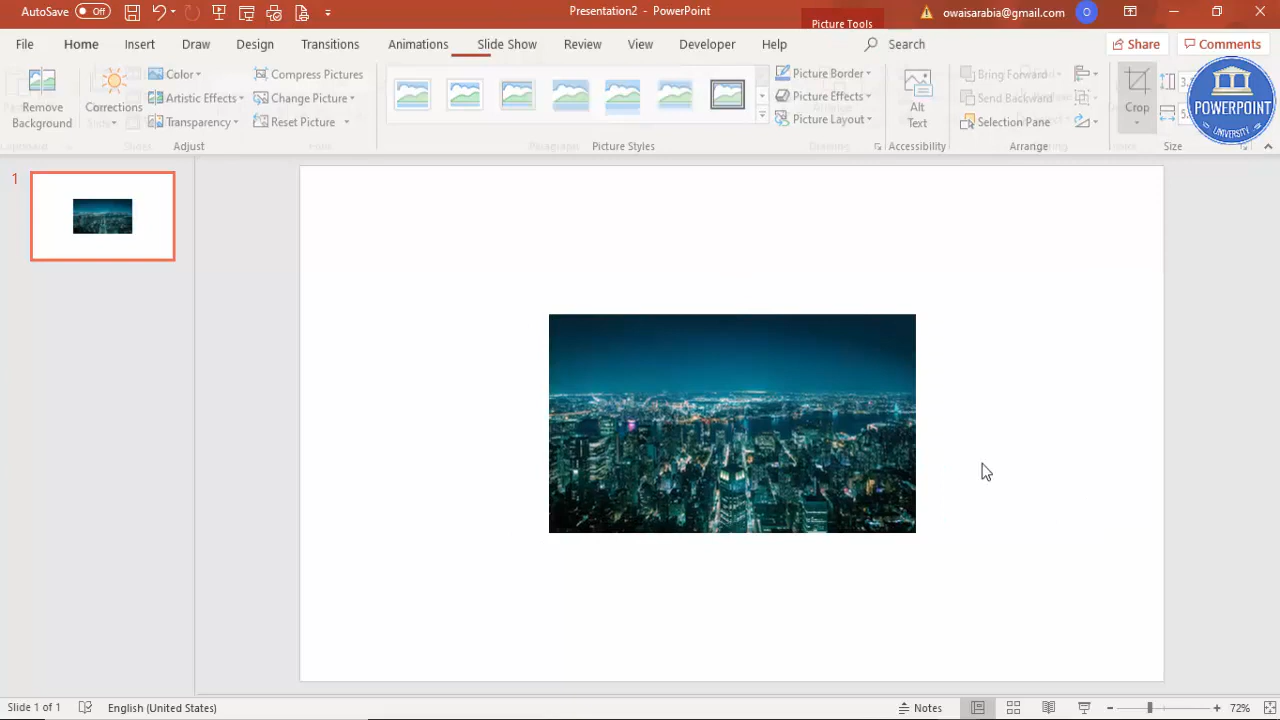 AutoSave Off
Presentation2 - PowerPoint
Picture Tools
owaisarabia@gmail.com O
File Home Insert Draw Design Transitions Animations Slide Show Review View Developer Help Search
Share Comments
Remove Background
Corrections
Color
Artistic Effects
Transparency
Compress Pictures
Change Picture
Reset Picture
Adjust
Picture Styles
Picture Border
Picture Effects
Picture Layout
Alt Text
Accessibility
Bring Forward
Send Backward
Selection Pane
Arrange
Crop
Size
POWERPOINT
UNIVERSITY
1
Slide 1 of 1 English (United States) Notes 72%